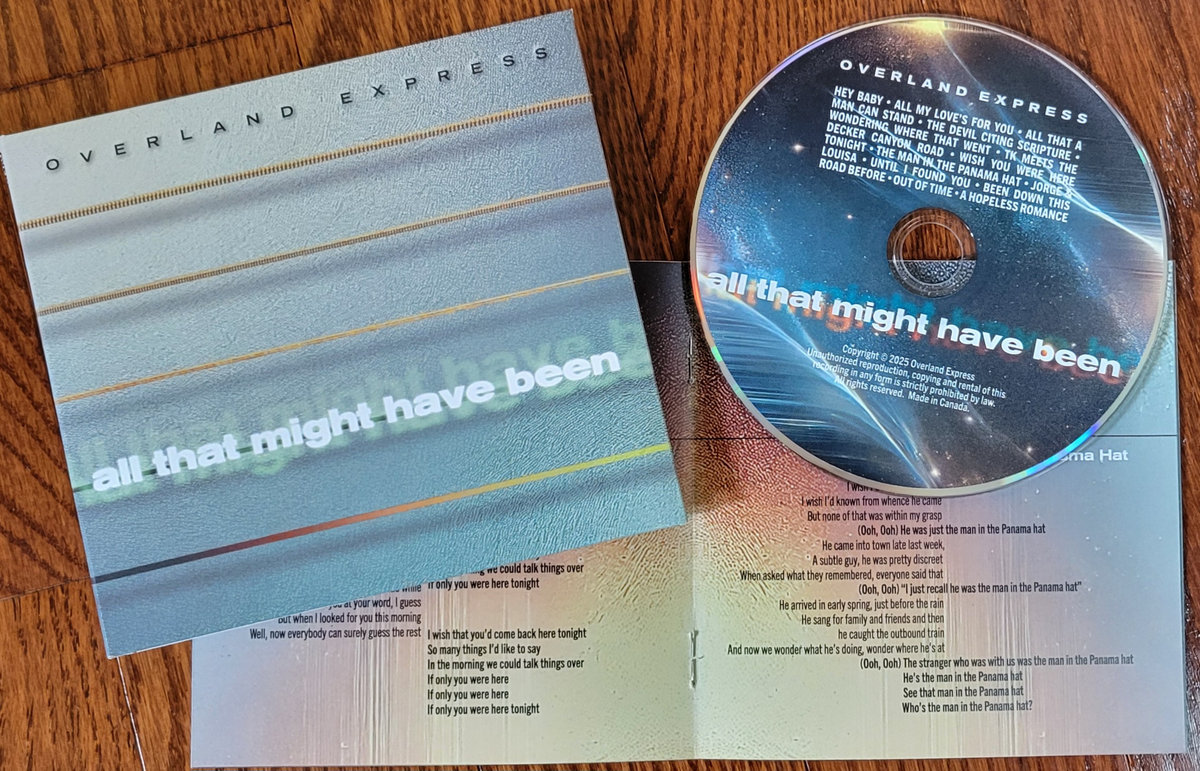 OVERLAND EXPRESS
all that might have been
OVERLAND EXPRESS
HEY BABY • ALL MY LOVE'S FOR YOU • ALL THAT A
MAN CAN STAND • THE DEVIL CITING SCRIPTURE •
WONDERING WHERE THAT WENT • TK MEETS THE
DECKER CANYON ROAD • WISH YOU WERE HERE
TONIGHT • THE MAN IN THE PANAMA HAT • JORGE &
LOUISA • UNTIL I FOUND YOU • BEEN DOWN THIS
ROAD BEFORE • OUT OF TIME • A HOPELESS ROMANCE
all that might have been
Copyright © 2025 Overland Express
Unauthorized reproduction, copying and rental of this
recording in any form is strictly prohibited by law.
All rights reserved. Made in Canada.
we could talk things over
If only you were here tonight
at your word, I guess
But when I looked for you this morning
Well, now everybody can surely guess the rest
I wish that you'd come back here tonight
So many things I'd like to say
In the morning we could talk things over
If only you were here
If only you were here
If only you were here tonight
Hat
I wish
I wish I'd known from whence he came
But none of that was within my grasp
(Ooh, Ooh) He was just the man in the Panama hat
He came into town late last week,
A subtle guy, he was pretty discreet
When asked what they remembered, everyone said that
(Ooh, Ooh) “I just recall he was the man in the Panama hat”
He arrived in early spring, just before the rain
He sang for family and friends and then
he caught the outbound train
And now we wonder what he's doing, wonder where he's at
(Ooh, Ooh) The stranger who was with us was the man in the Panama hat
He's the man in the Panama hat
See that man in the Panama hat
Who's the man in the Panama hat?